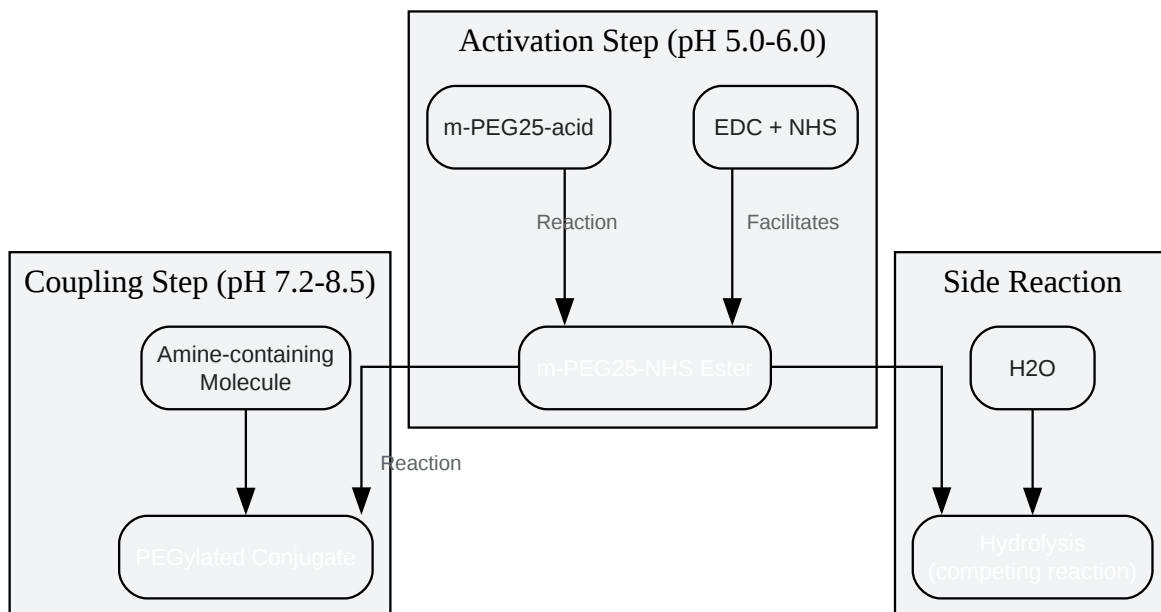 Activation Step (pH 5.0-6.0)
m-PEG25-acid
EDC + NHS
Reaction
Facilitates
m-PEG25-NHS Ester
Coupling Step (pH 7.2-8.5)
Amine-containing
Molecule
Reaction
PEGylated Conjugate
Side Reaction
H2O
Hydrolysis
(competing reaction)